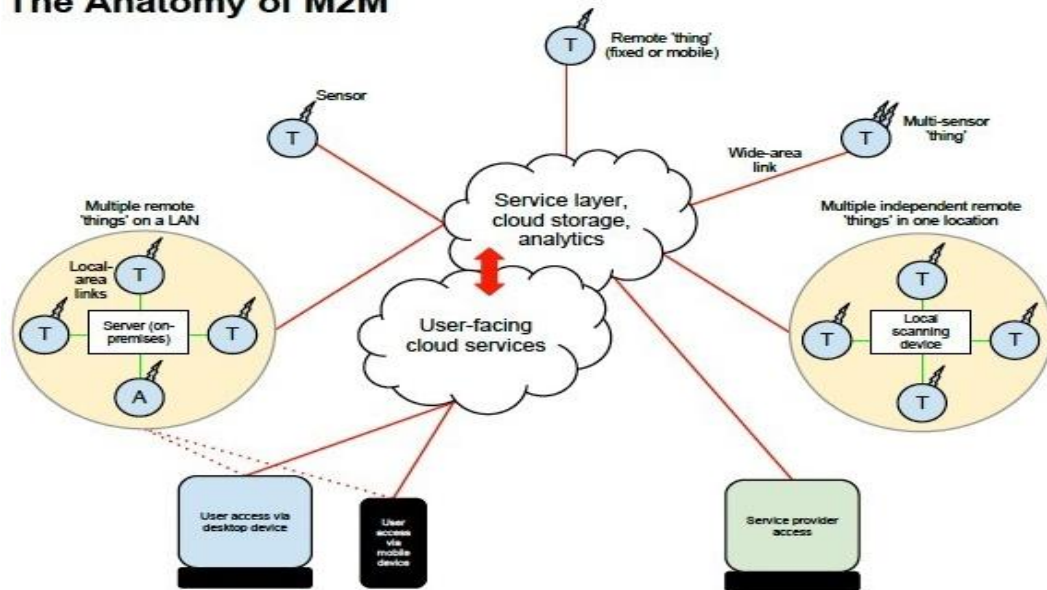 The Anatomy of M2M
T
Remote 'thing'
(fixed or mobile)
Sensor
T
T
Multi-sensor
'thing'
Wide-area
link
Service layer,
cloud storage,
analytics
Multiple remote
'things' on a LAN
Local-
area
links
T
T
Server (on-
premises)
T
A
Multiple independent remote
'things' in one location
T
T
Local
scanning
device
T
T
User-facing
cloud services
User access via
desktop device
User
access
via
mobile
device
Service provider
access